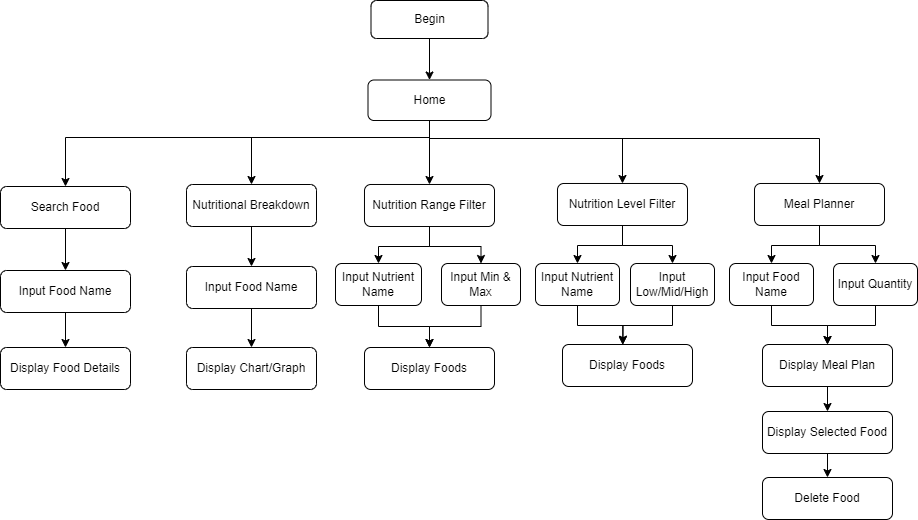 Begin
Home
Search Food
Nutritional Breakdown
Nutrition Range Filter
Nutrition Level Filter
Meal Planner
Input Food Name
Input Food Name
Input Nutrient
Name
Input Min &
Max
Input Nutrient
Name
Input
Low/Mid/High
Input Food
Name
Input Quantity
Display Food Details
Display Chart/Graph
Display Foods
Display Foods
Display Meal Plan
Display Selected Food
Delete Food